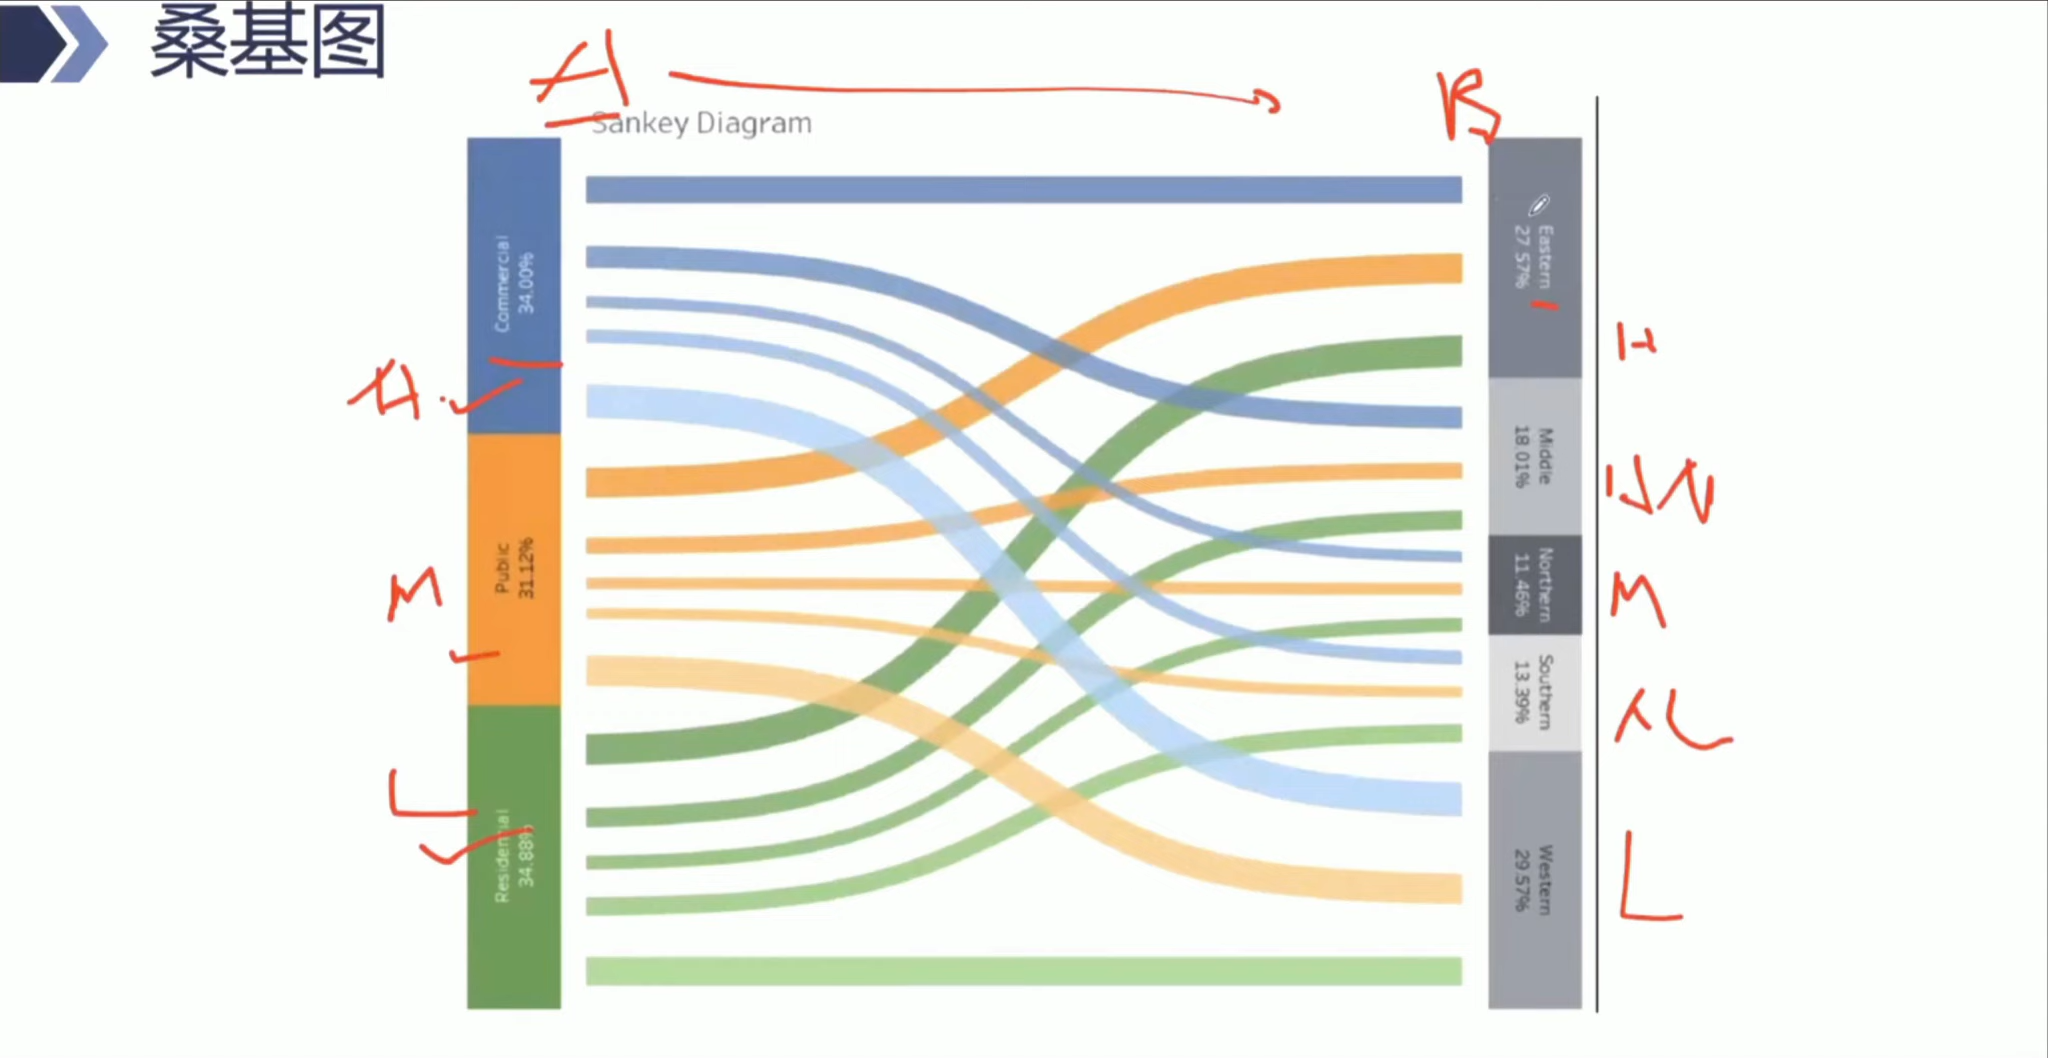 桑基图
A
B
Sankey Diagram
Commercial
34.00%
Public
31.12%
Residential
34.88%
Eastern
27.57%
Middle
18.01%
Northern
11.46%
Southern
13.39%
Western
29.57%
H
M
L
M
L